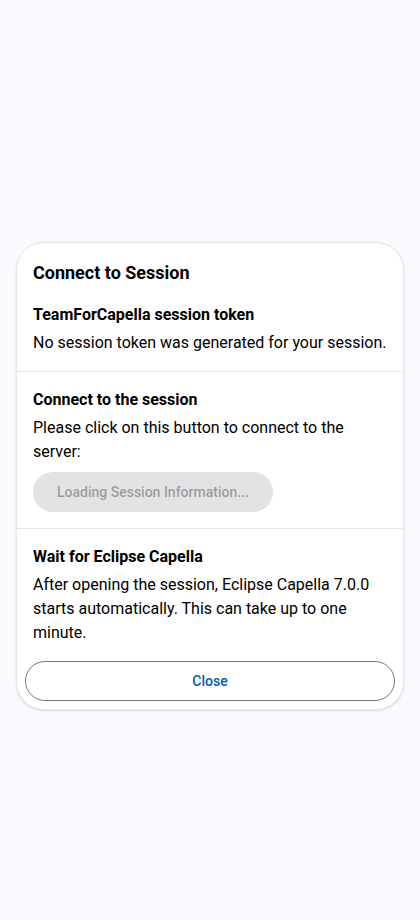 Connect to Session
TeamForCapella session token
No session token was generated for your session.
Connect to the session
Please click on this button to connect to the
server:
Loading Session Information...
Wait for Eclipse Capella
After opening the session, Eclipse Capella 7.0.0
starts automatically. This can take up to one
minute.
Close